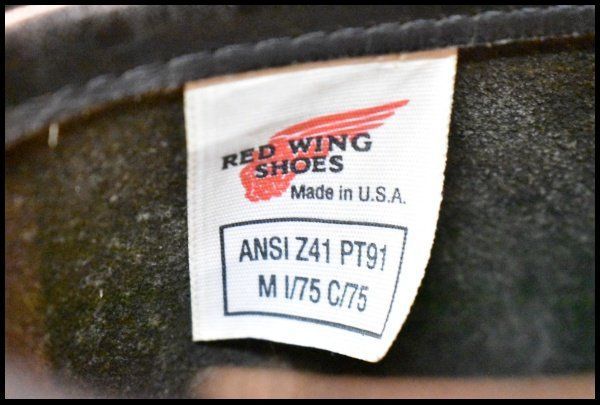 RED WING
SHOES
Made in U.S.A.
ANSI Z41 PT91
M I/75 C/75